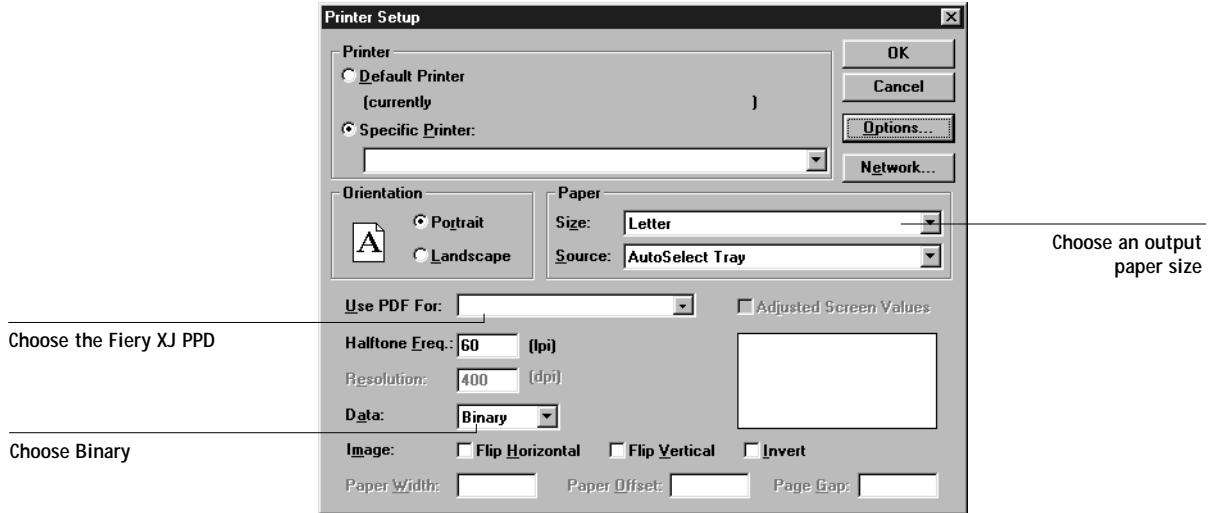 Printer Setup
Printer
OK
Default Printer
Cancel
(currently )
Specific Printer:
Options...
Network...
Orientation
Paper
Portrait
Size: Letter
A
Landscape
Source: AutoSelect Tray
Choose an output
paper size
Use PDF For:
Adjusted Screen Values
Choose the Fiery XJ PPD
Halftone Freq.: 60 (lpi)
Resolution: 400 (dpi)
Data: Binary
Choose Binary
Image: Flip Horizontal Flip Vertical Invert
Paper Width: Paper Offset: Page Gap: